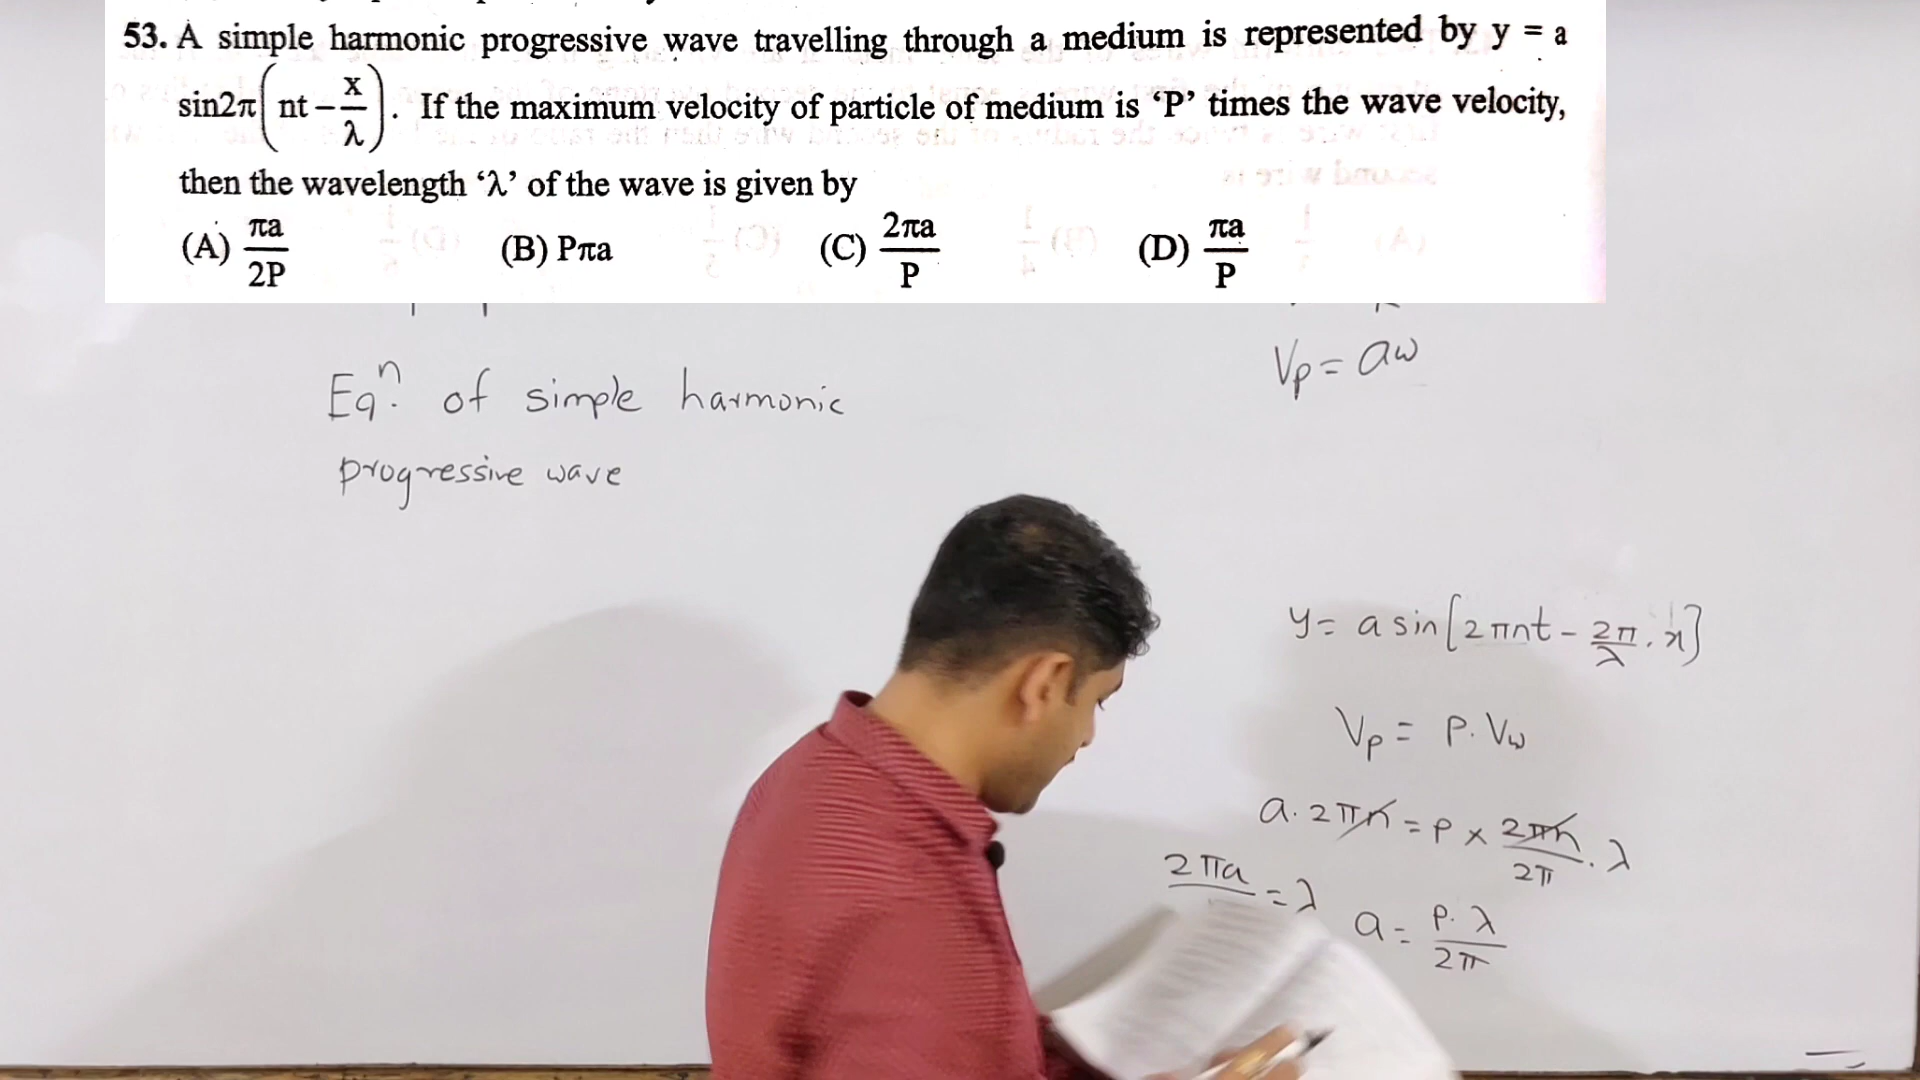 53. A simple harmonic progressive wave travelling through a medium is represented by y = a
sin2π(nt − x/λ). If the maximum velocity of particle of medium is ‘P’ times the wave velocity,
then the wavelength ‘λ’ of the wave is given by
(A) πa/2P (B) Pπa (C) 2πa/P (D) πa/P
Vp = aω
Eqn. of simple harmonic
progressive wave
y = a sin[2πnt - 2π/λ . x]
Vp = P. Vw
a. 2πn = P × 2πn/2π . λ
2πa = λ
a = P. λ/2π